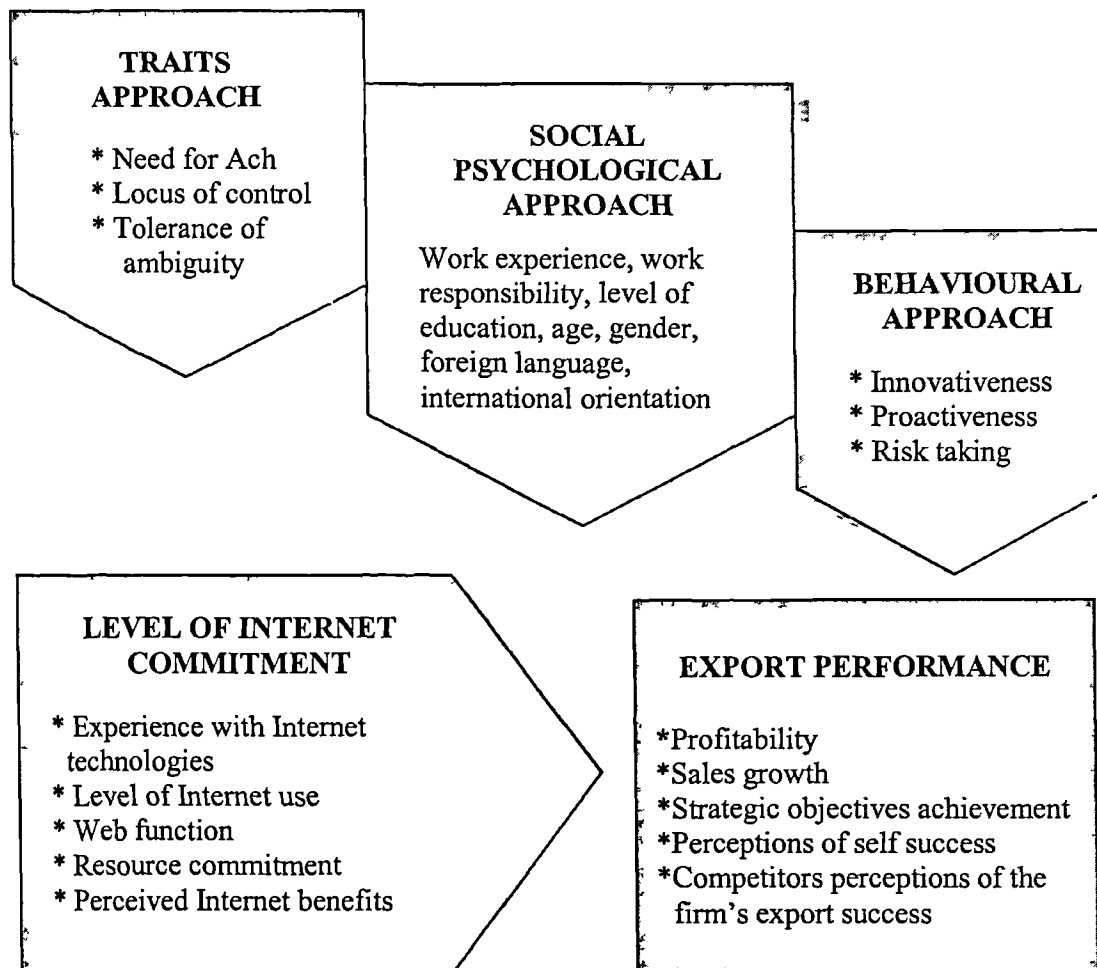 TRAITS
APPROACH
* Need for Ach
* Locus of control
* Tolerance of
ambiguity
SOCIAL
PSYCHOLOGICAL
APPROACH
Work experience, work
responsibility, level of
education, age, gender,
foreign language,
international orientation
BEHAVIOURAL
APPROACH
* Innovativeness
* Proactiveness
* Risk taking
LEVEL OF INTERNET
COMMITMENT
* Experience with Internet
technologies
* Level of Internet use
* Web function
* Resource commitment
* Perceived Internet benefits
EXPORT PERFORMANCE
*Profitability
*Sales growth
*Strategic objectives achievement
*Perceptions of self success
*Competitors perceptions of the
firm's export success